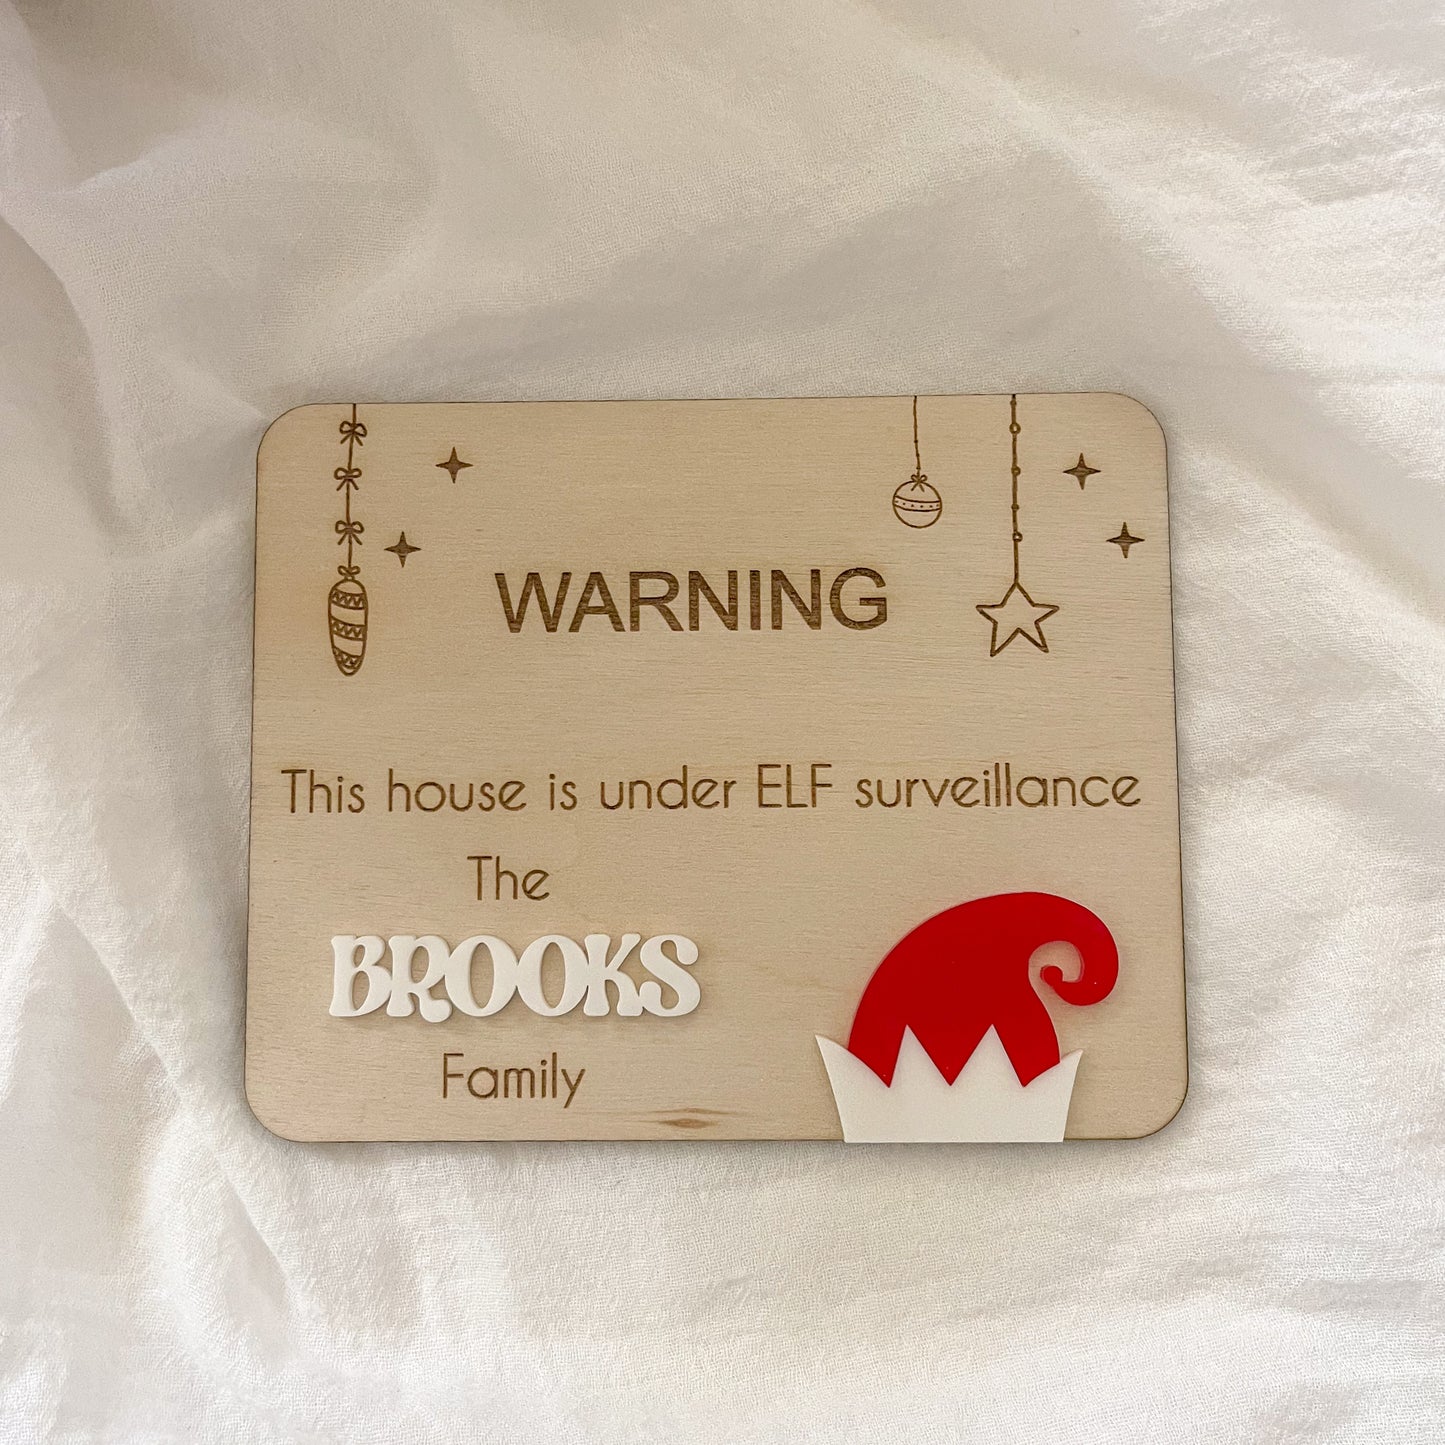 WARNING
This house is under ELF surveillance
The
BROOKS
Family